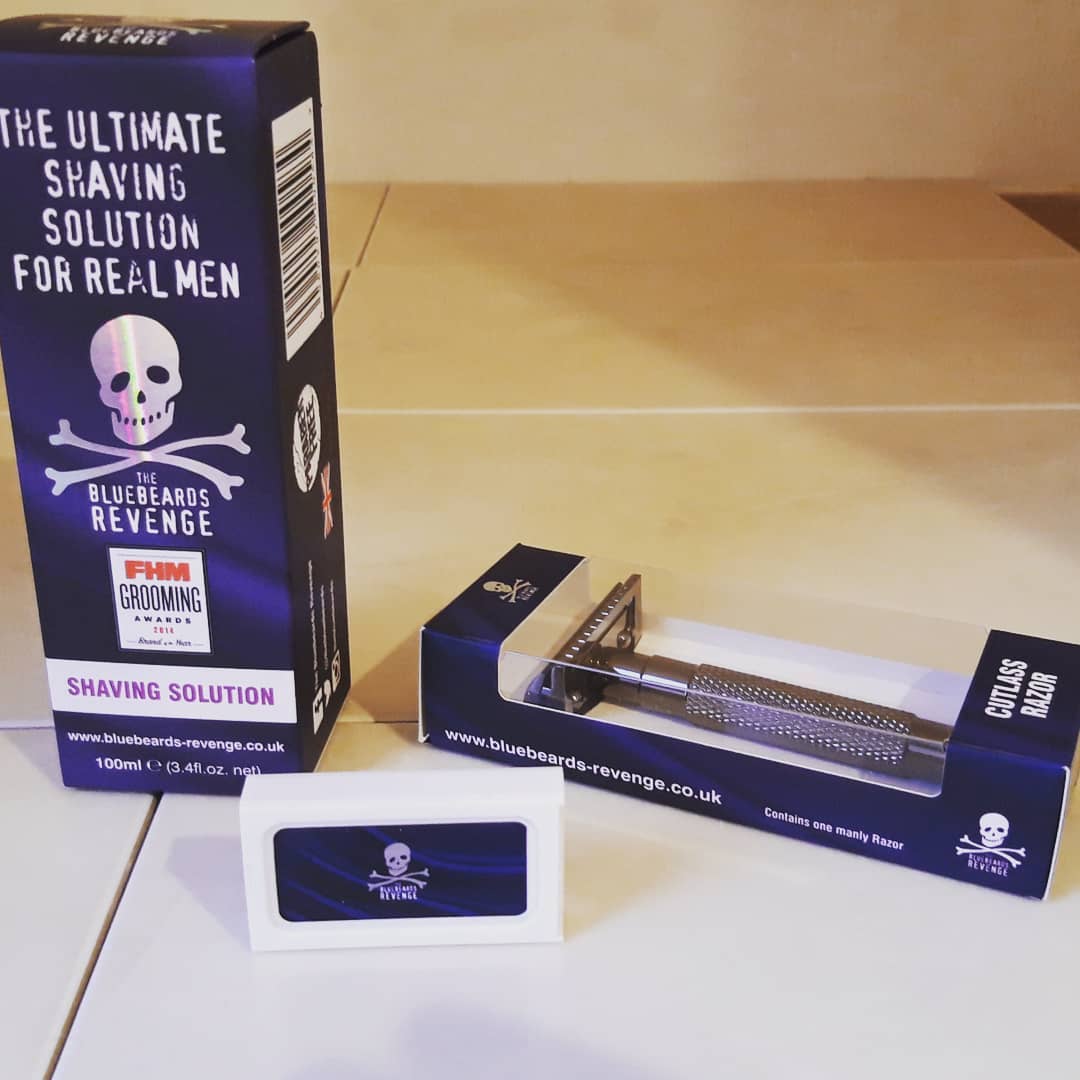 BLUEBEARDS
REVENGE
THE ULTIMATE
SHAVING
SOLUTION
FOR REAL MEN
THE
BLUEBEARDS
REVENGE
FHM
GROOMING
AWARDS
2014
Brand of the Year
SHAVING SOLUTION
www.bluebeards-revenge.co.uk
100ml ℮ (3.4fl.oz. net)
www.bluebeards-revenge.co.uk
Contains one manly Razor
CUTLASS
RAZOR
BLUEBEARDS
REVENGE
BLUEBEARDS
REVENGE